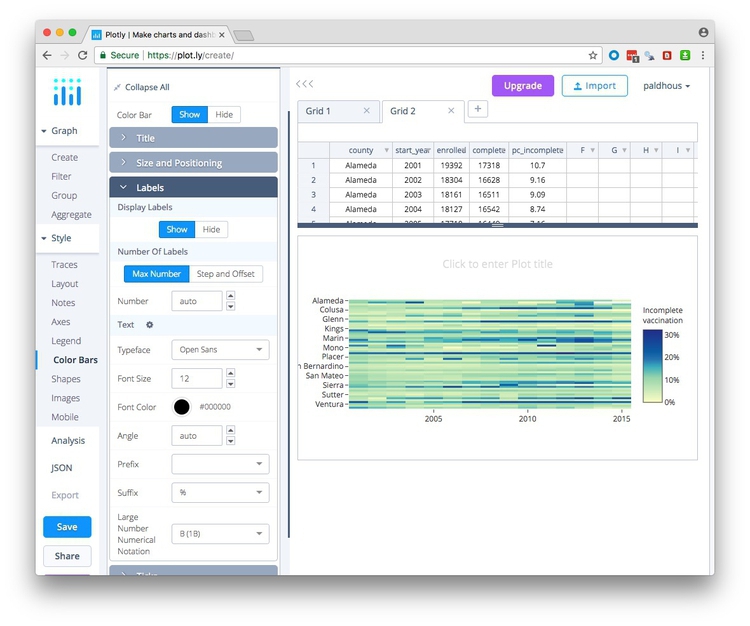 Plotly | Make charts and dashb
Secure | https://plot.ly/create/
Collapse All
Color Bar Show Hide
Title
Size and Positioning
Labels
Display Labels
Show Hide
Number Of Labels
Max Number Step and Offset
Number auto
Text
Typeface Open Sans
Font Size 12
Font Color #000000
Angle auto
Prefix
Suffix %
Large
Number
Numerical
Notation
B (1B)
Graph
Create
Filter
Group
Aggregate
Style
Traces
Layout
Notes
Axes
Legend
Color Bars
Shapes
Images
Mobile
Analysis
JSON
Export
Save
Share
Upgrade Import paldhous
Grid 1 Grid 2 +
county start_year enrolled complete pc_incomplete F G H I
1 Alameda 2001 19392 17318 10.7
2 Alameda 2002 18304 16628 9.16
3 Alameda 2003 18161 16511 9.09
4 Alameda 2004 18127 16542 8.74
Click to enter Plot title
Alameda
Colusa
Glenn
Kings
Marin
Mono
Placer
n Bernardino
San Mateo
Sierra
Sutter
Ventura
2005 2010 2015
Incomplete
vaccination
30%
20%
10%
0%